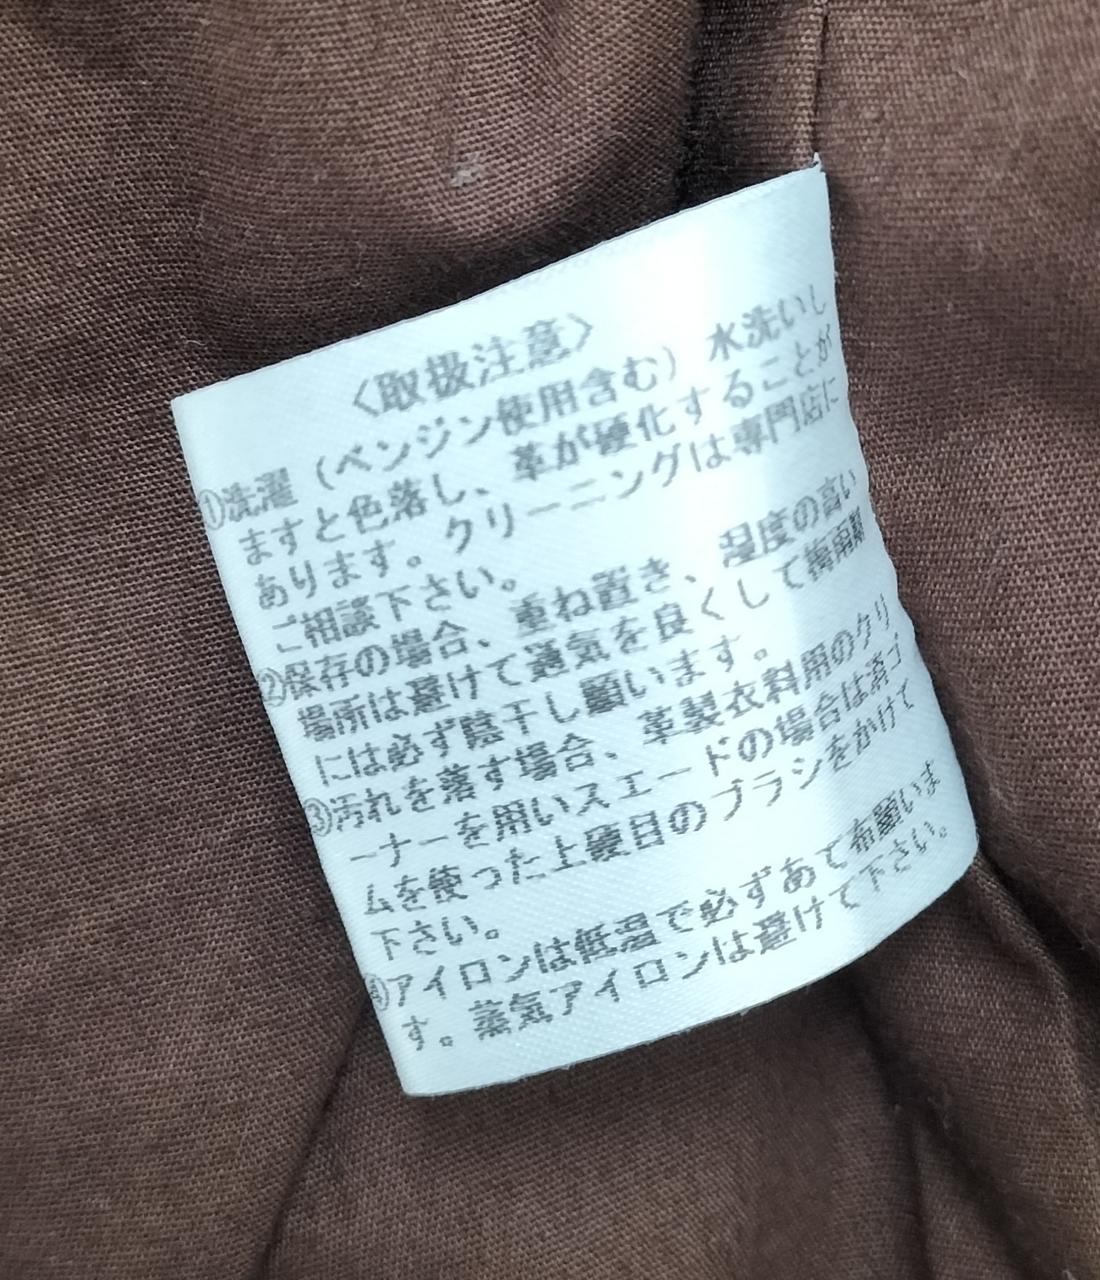 〈取扱注意〉
①洗濯（ベンジン使用含む）水洗いし
ますと色落し、革が硬化することが
あります。クリーニングは専門店に
ご相談下さい。
②保存の場合、重ね置き、湿度の高い
場所は避けて通気を良くして梅雨期
には必ず陰干し願います。
③汚れを落す場合、革製衣料用のクリ
ーナーを用いスエードの場合は消ゴ
ムを使った上硬目のブラシをかけて
下さい。
④アイロンは低温で必ずあて布願いま
す。蒸気アイロンは避けて下さい。